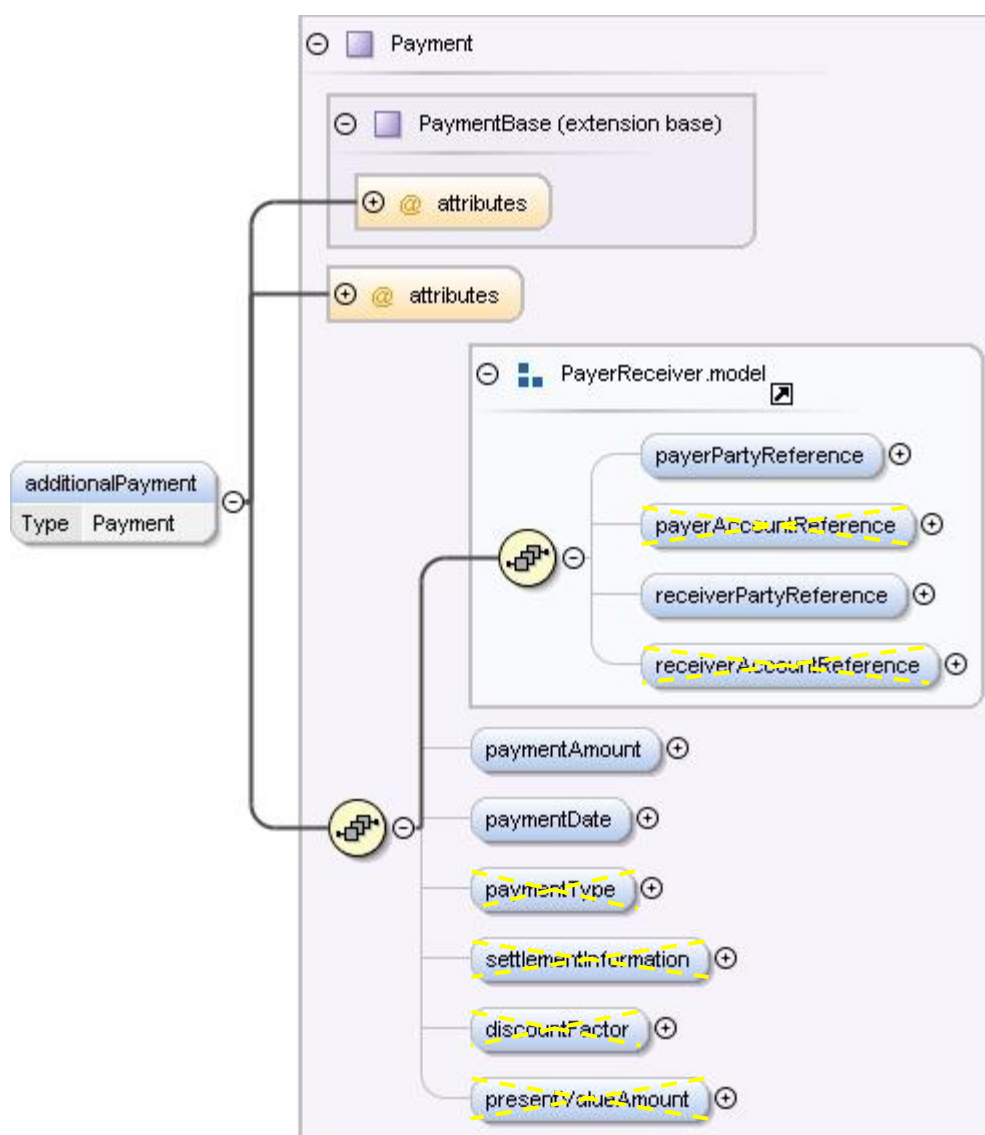 Payment
PaymentBase (extension base)
@ attributes
@ attributes
PayerReceiver.model
payerPartyReference
additionalPayment
Type Payment
payerAccountReference
receiverPartyReference
receiverAccountReference
paymentAmount
paymentDate
paymentType
settlementInformation
discountFactor
presentValueAmount